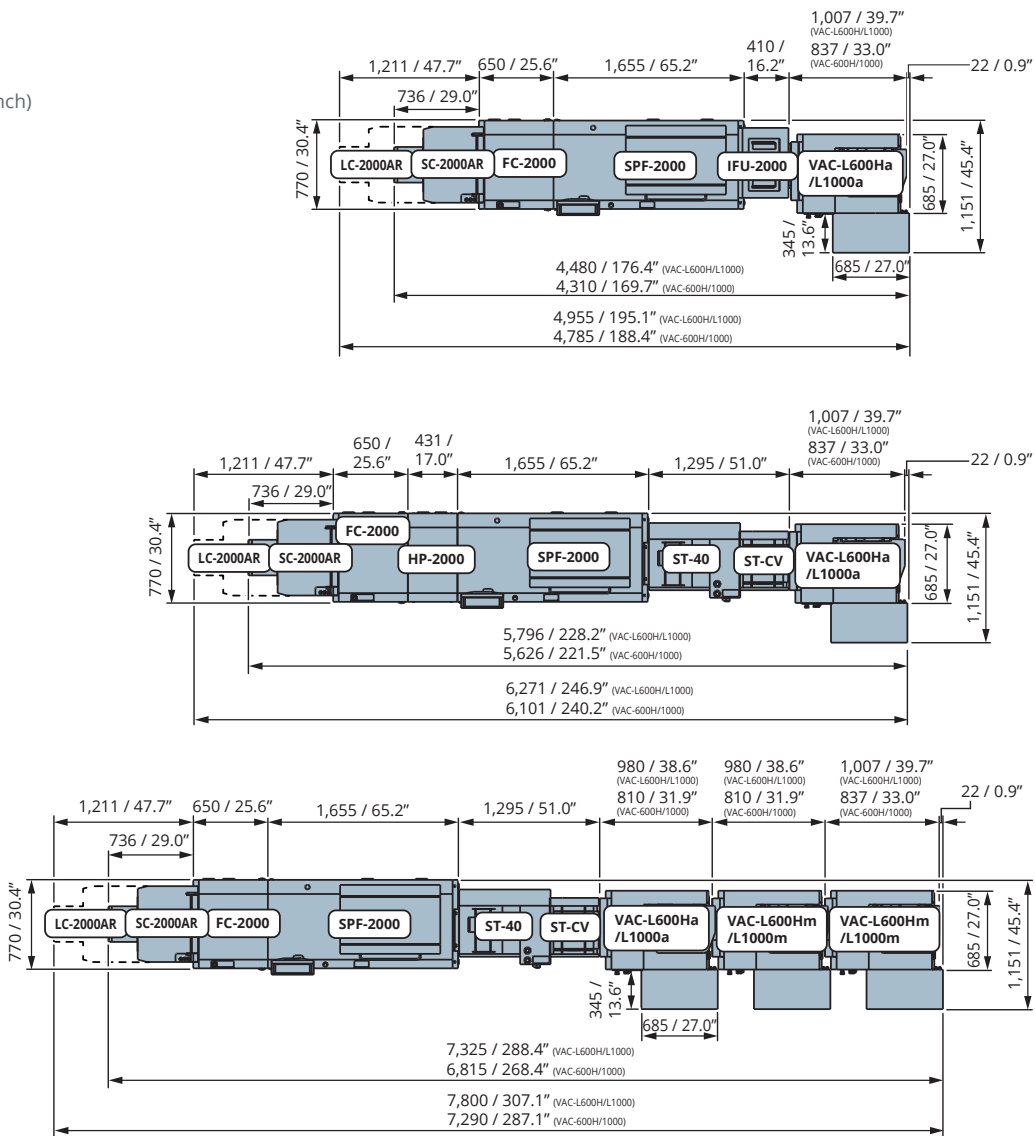 nch)
1,007 / 39.7”
(VAC-L600H/L1000)
837 / 33.0”
(VAC-600H/1000)
410 /
16.2”
22 / 0.9”
1,211 / 47.7”
650 / 25.6”
1,655 / 65.2”
736 / 29.0”
770 / 30.4”
LC-2000AR
SC-2000AR
FC-2000
SPF-2000
IFU-2000
VAC-L600Ha
/L1000a
685 / 27.0”
1,151 / 45.4”
345 /
13.6”
685 / 27.0”
4,480 / 176.4” (VAC-L600H/L1000)
4,310 / 169.7” (VAC-600H/1000)
4,955 / 195.1” (VAC-L600H/L1000)
4,785 / 188.4” (VAC-600H/1000)
1,007 / 39.7”
(VAC-L600H/L1000)
837 / 33.0”
(VAC-600H/1000)
650 /
25.6”
431 /
17.0”
22 / 0.9”
1,211 / 47.7”
1,655 / 65.2”
1,295 / 51.0”
736 / 29.0”
770 / 30.4”
LC-2000AR
SC-2000AR
FC-2000
HP-2000
SPF-2000
ST-40
ST-CV
VAC-L600Ha
/L1000a
685 / 27.0”
1,151 / 45.4”
5,796 / 228.2” (VAC-L600H/L1000)
5,626 / 221.5” (VAC-600H/1000)
6,271 / 246.9” (VAC-L600H/L1000)
6,101 / 240.2” (VAC-600H/1000)
980 / 38.6”
(VAC-L600H/L1000)
810 / 31.9”
(VAC-600H/1000)
980 / 38.6”
(VAC-L600H/L1000)
810 / 31.9”
(VAC-600H/1000)
1,007 / 39.7”
(VAC-L600H/L1000)
837 / 33.0”
(VAC-600H/1000)
22 / 0.9”
1,211 / 47.7”
650 / 25.6”
1,655 / 65.2”
1,295 / 51.0”
736 / 29.0”
770 / 30.4”
LC-2000AR
SC-2000AR
FC-2000
SPF-2000
ST-40
ST-CV
VAC-L600Ha
/L1000a
VAC-L600Hm
/L1000m
VAC-L600Hm
/L1000m
685 / 27.0”
1,151 / 45.4”
345 /
13.6”
685 / 27.0”
7,325 / 288.4” (VAC-L600H/L1000)
6,815 / 268.4” (VAC-600H/1000)
7,800 / 307.1” (VAC-L600H/L1000)
7,290 / 287.1” (VAC-600H/1000)